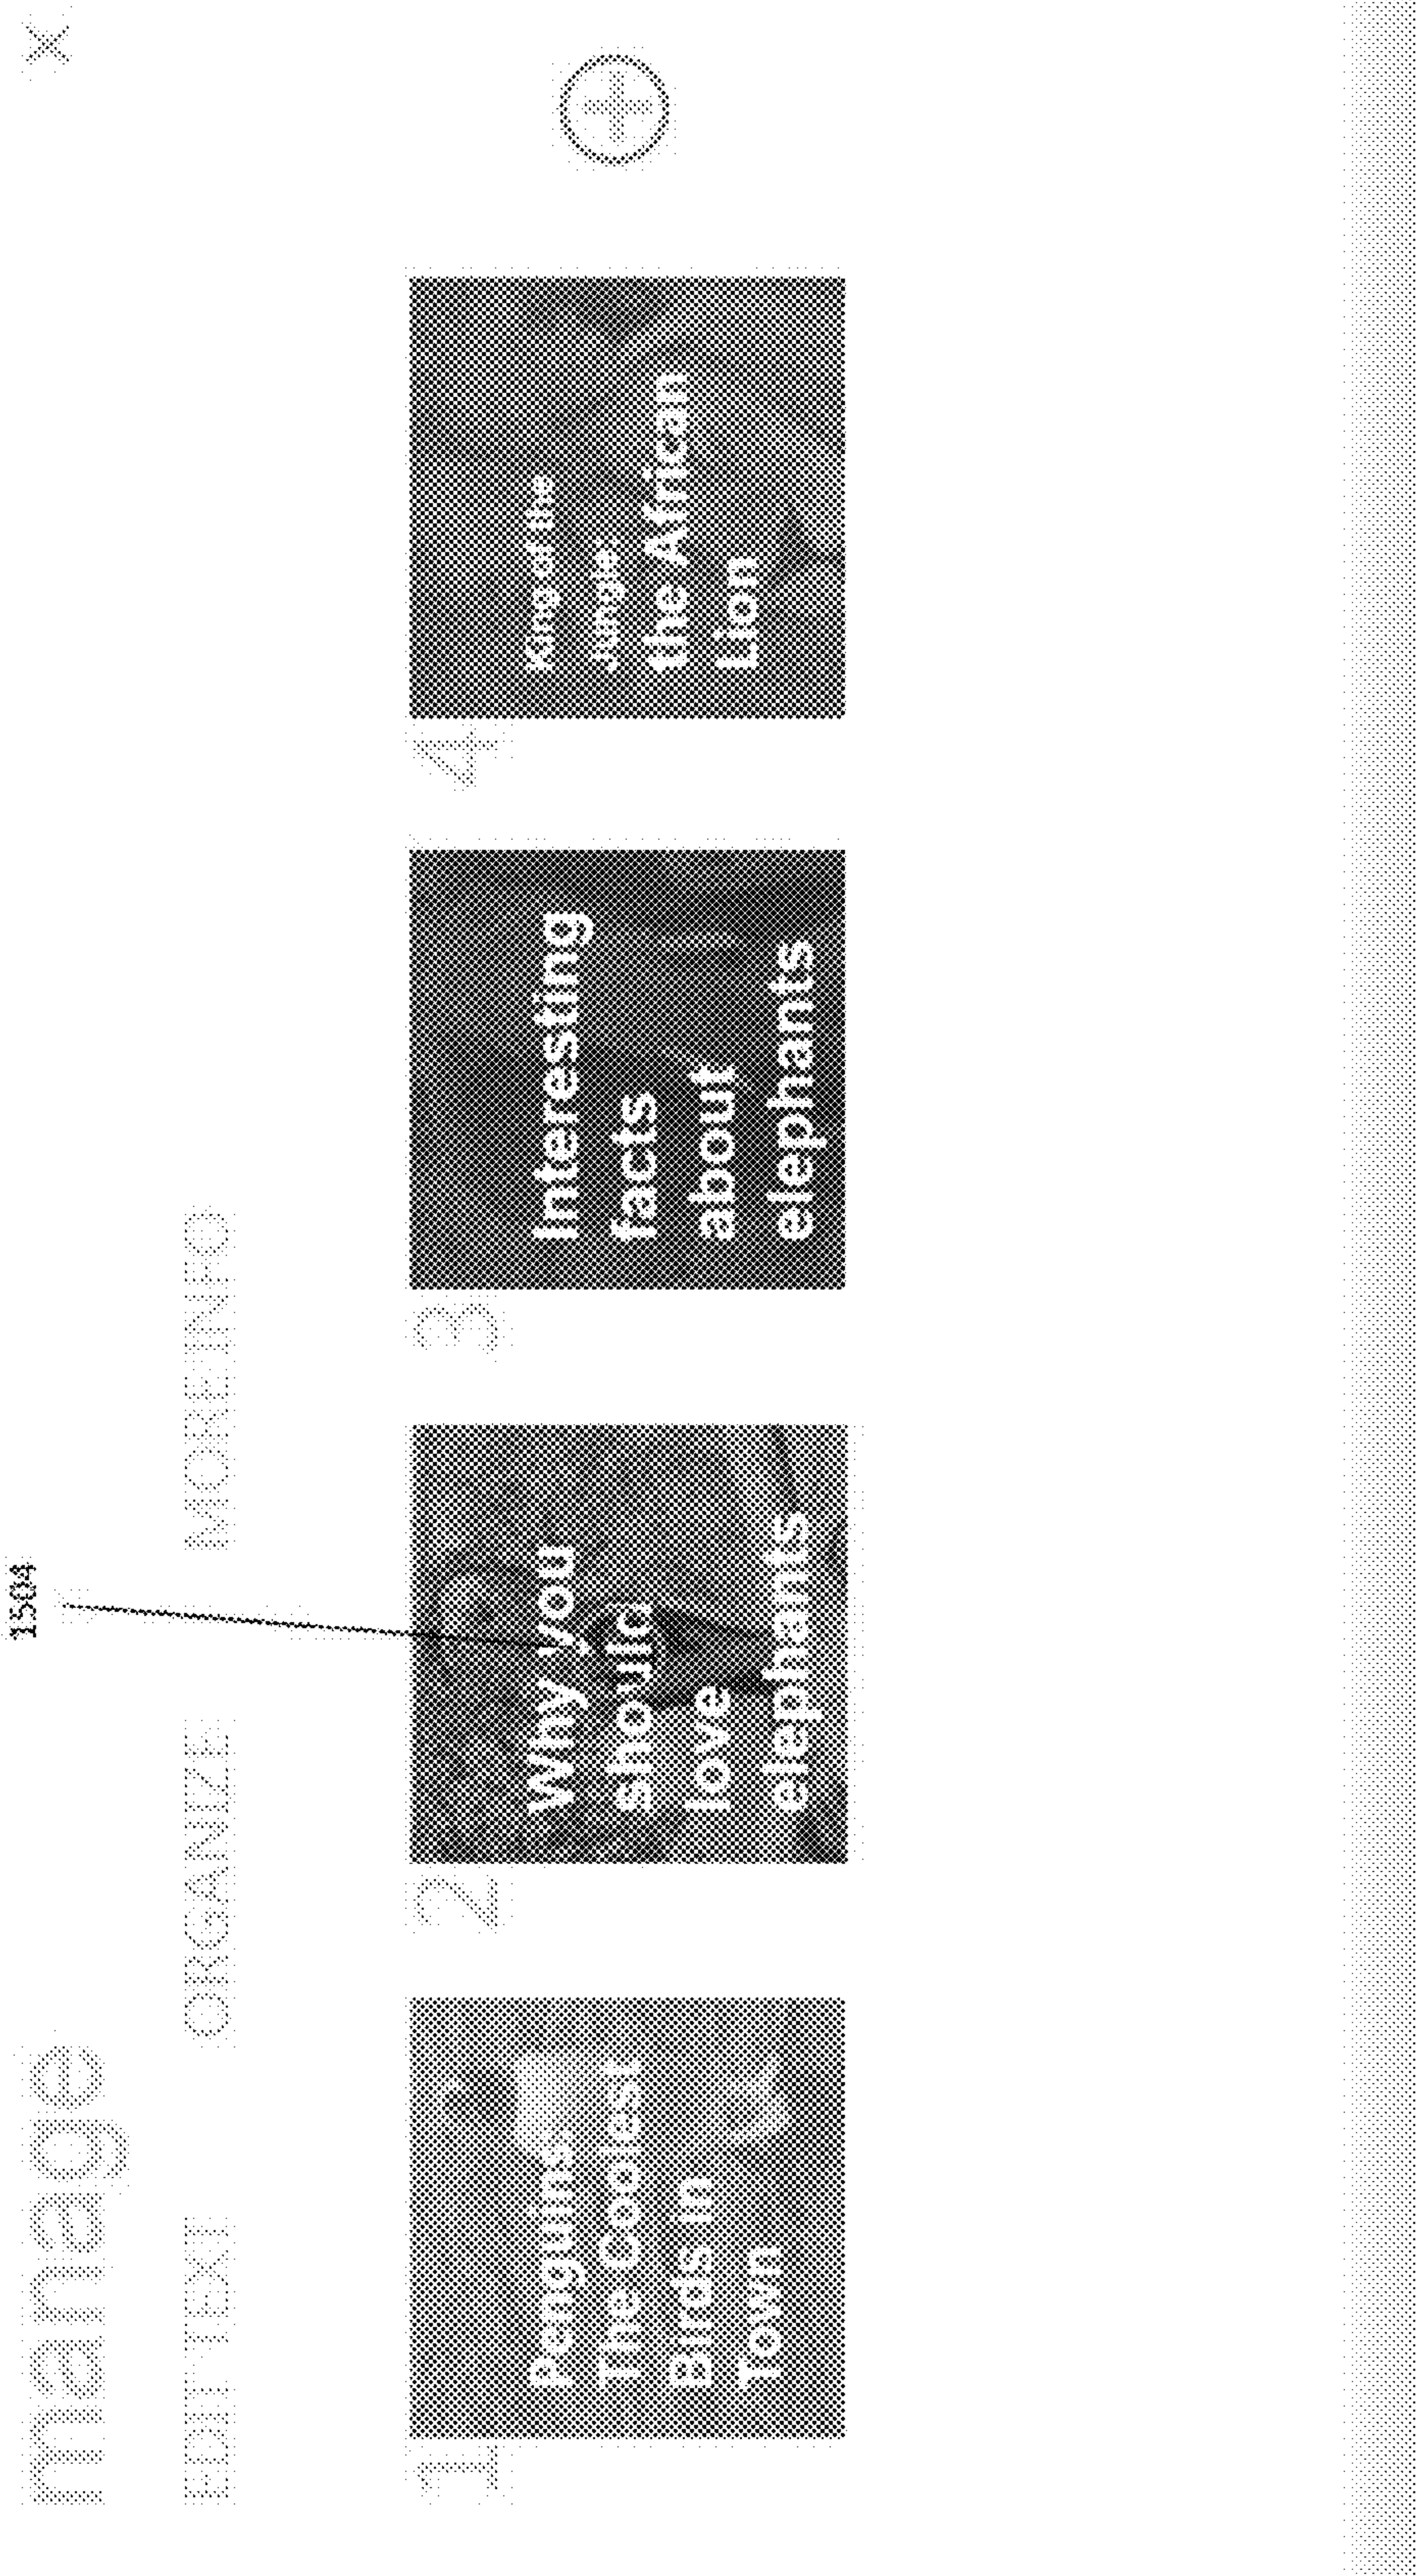 1504
manage
X
EDIT TEXT
ORGANIZE
MORE INFO
1
Penguins:
The Coolest
Birds in
Town
2
Why you
should
love
elephants
3
Interesting
facts
about
elephants
4
King of the
Jungle:
the African
Lion